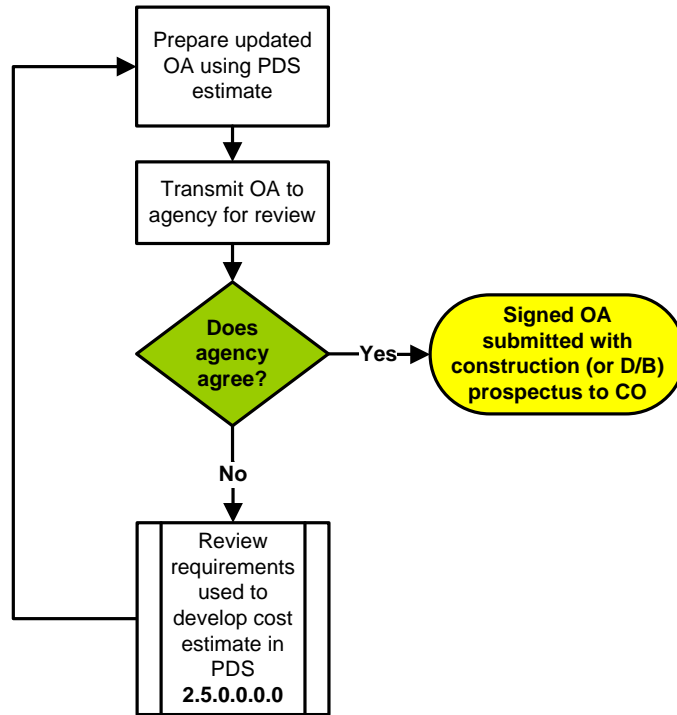 Prepare updated
OA using PDS
estimate
Transmit OA to
agency for review
Does
agency
agree?
Yes
Signed OA
submitted with
construction (or D/B)
prospectus to CO
No
Review
requirements
used to
develop cost
estimate in
PDS
2.5.0.0.0.0